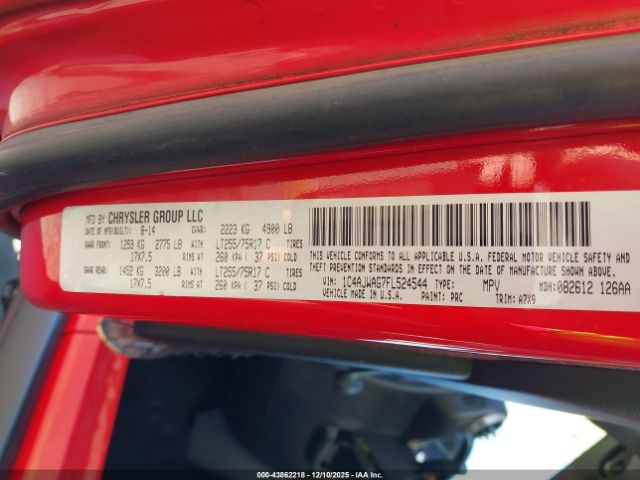 MFD BY CHRYSLER GROUP LLC
DATE OF MFR(BUILT): 8-14 GVWR: 2223 KG 4900 LB
GAWR FRONT: 1259 KG 2775 LB WITH LT255/75R17 C TIRES
17X7.5 RIMS AT 260 KPA ( 37 PSI) COLD
GAWR REAR: 1452 KG 3200 LB WITH LT255/75R17 C TIRES
17X7.5 RIMS AT 260 KPA ( 37 PSI) COLD
THIS VEHICLE CONFORMS TO ALL APPLICABLE U.S.A. FEDERAL MOTOR VEHICLE SAFETY AND
THEFT PREVENTION STANDARDS IN EFFECT ON THE DATE OF MANUFACTURE SHOWN ABOVE.
VIN: 1C4AJWAG7FL524544 TYPE: MPV MDH: 082612 126AA
VEHICLE MADE IN U.S.A. PAINT: PRC TRIM: A7X9
000-43862218 - 12/10/2025 - IAA Inc.